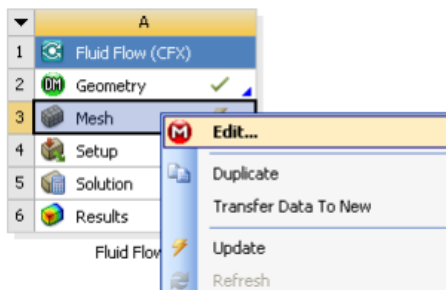 A
1 Fluid Flow (CFX)
2 DM Geometry
3 Mesh
4 Setup
5 Solution
6 Results
Fluid Flow
M Edit...
Duplicate
Transfer Data To New
Update
Refresh